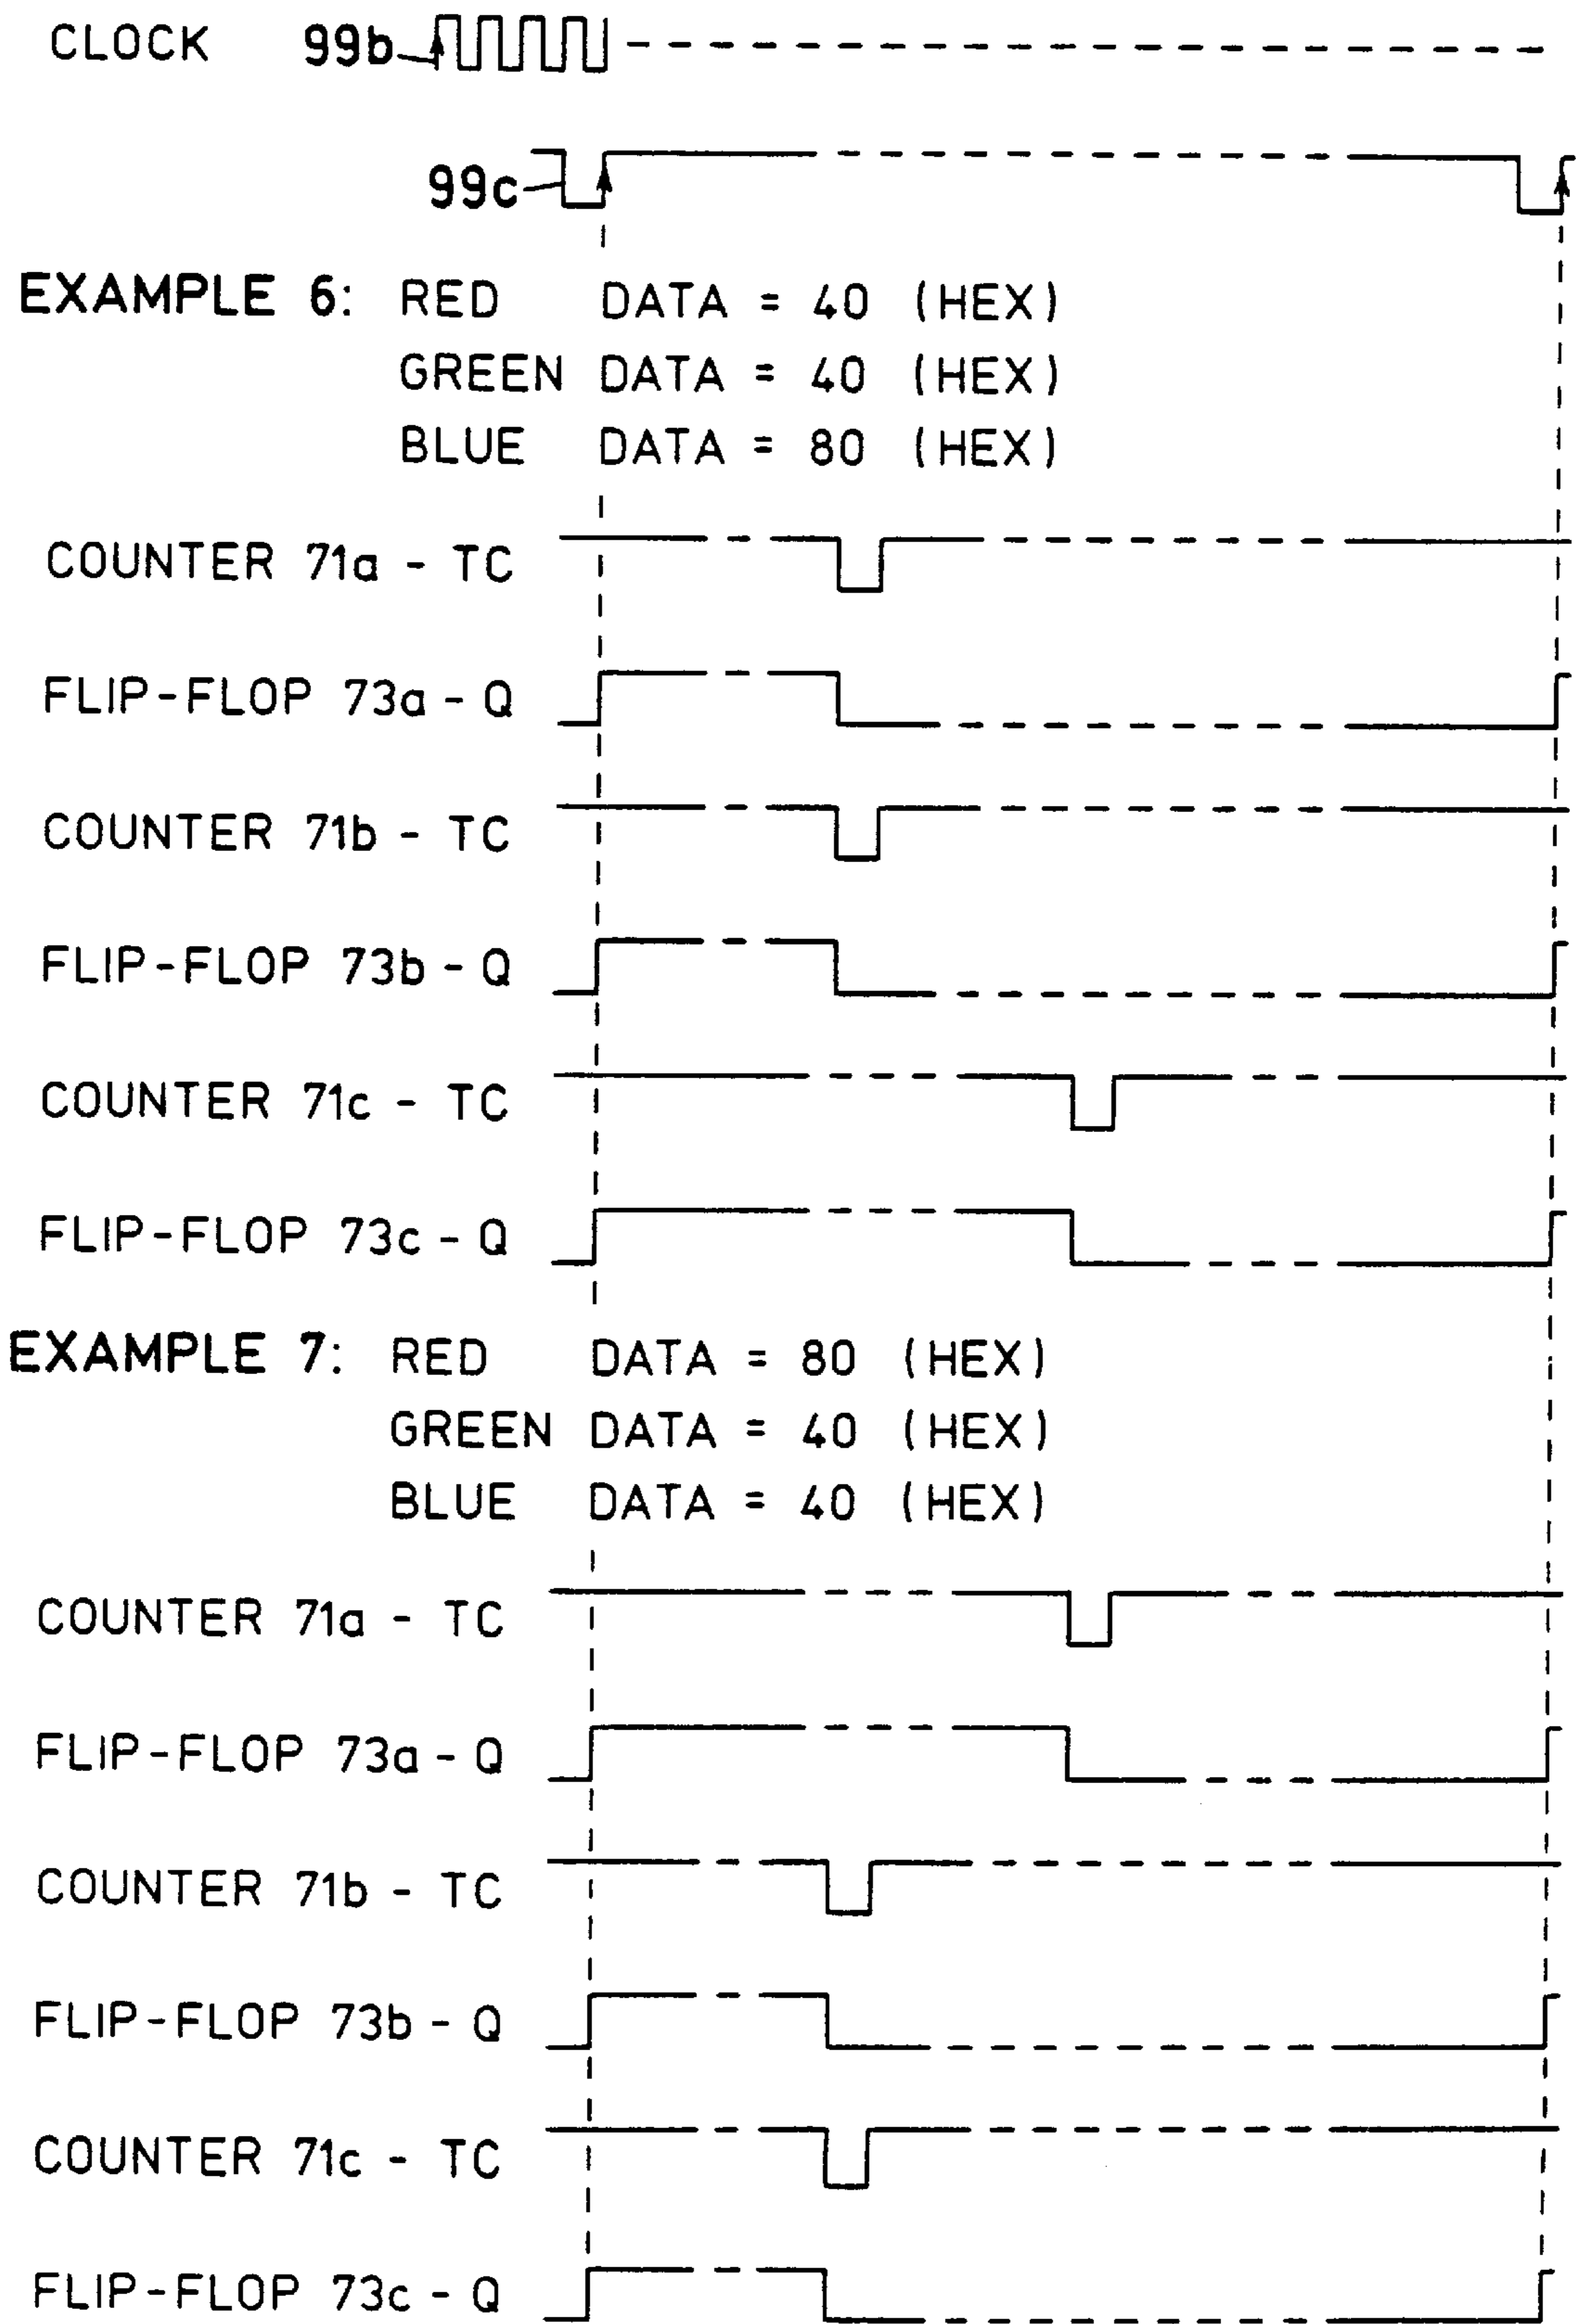 CLOCK 99b
99c
EXAMPLE 6: RED DATA = 40 (HEX)
GREEN DATA = 40 (HEX)
BLUE DATA = 80 (HEX)
COUNTER 71a - TC
FLIP-FLOP 73a - Q
COUNTER 71b - TC
FLIP-FLOP 73b - Q
COUNTER 71c - TC
FLIP-FLOP 73c - Q
EXAMPLE 7: RED DATA = 80 (HEX)
GREEN DATA = 40 (HEX)
BLUE DATA = 40 (HEX)
COUNTER 71a - TC
FLIP-FLOP 73a - Q
COUNTER 71b - TC
FLIP-FLOP 73b - Q
COUNTER 71c - TC
FLIP-FLOP 73c - Q